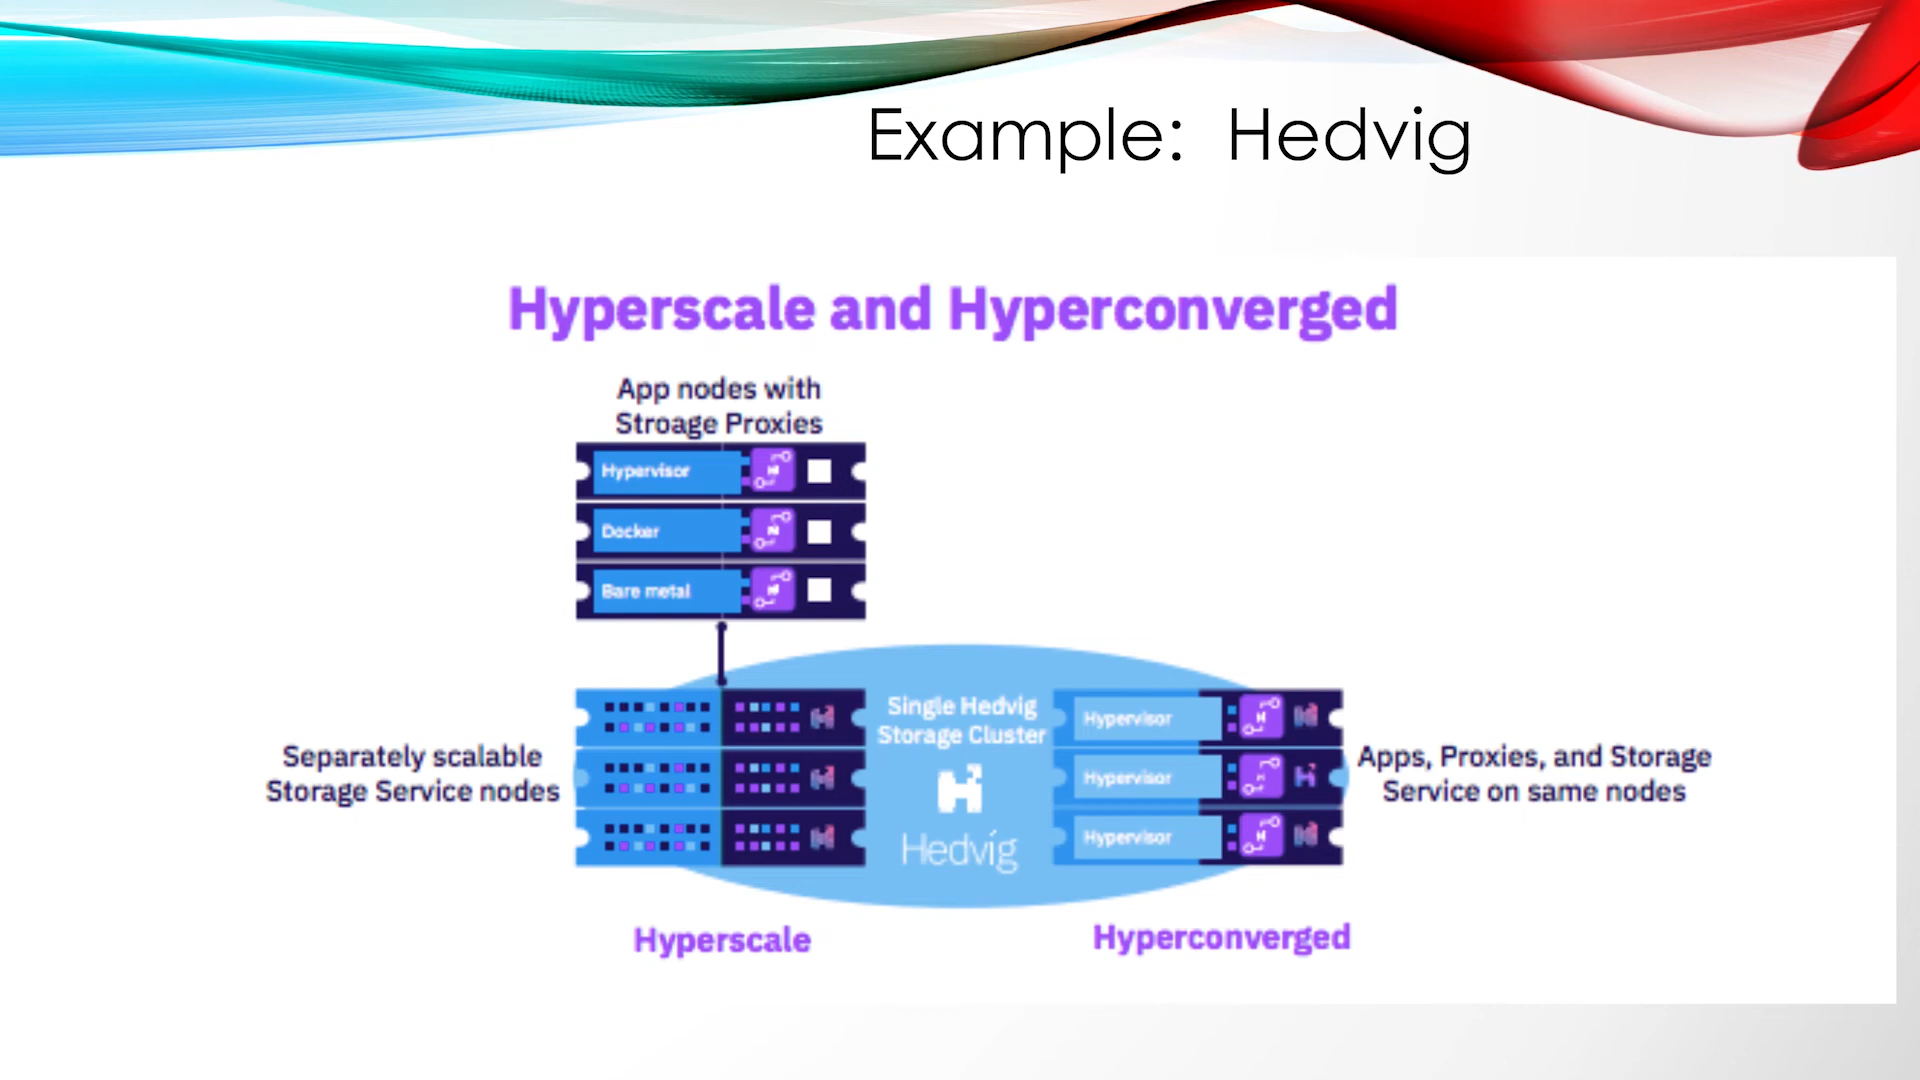 Example:  Hedvig
Hyperscale and Hyperconverged
App nodes with
Stroage Proxies
Hypervisor
Docker
Bare metal
Separately scalable
Storage Service nodes
Single Hedvig
Storage Cluster
Hedvig
Hypervisor
Hypervisor
Hypervisor
Apps, Proxies, and Storage
Service on same nodes
Hyperscale
Hyperconverged